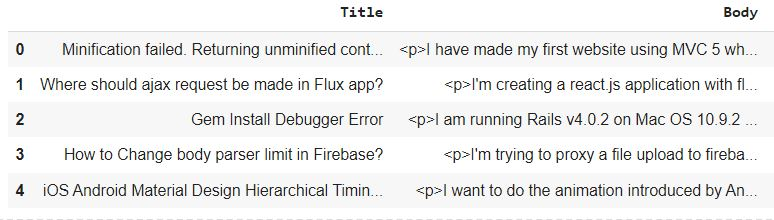 Title Body
0 Minification failed. Returning unminified cont... <p>I have made my first website using MVC 5 wh...
1 Where should ajax request be made in Flux app? <p>I'm creating a react.js application with fl...
2 Gem Install Debugger Error <p>I am running Rails v4.0.2 on Mac OS 10.9.2 ...
3 How to Change body parser limit in Firebase? <p>I'm trying to proxy a file upload to fireba...
4 iOS Android Material Design Hierarchical Timin... <p>I want to do the animation introduced by An...